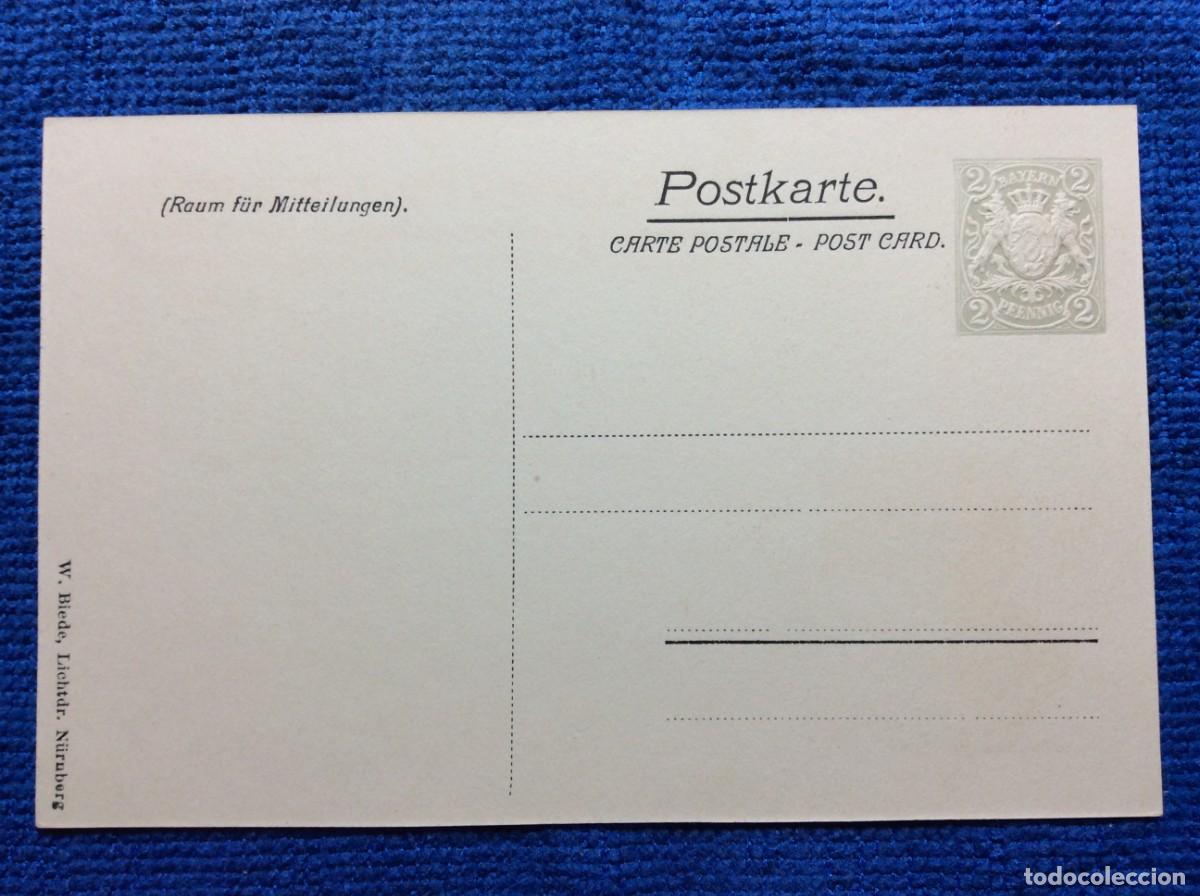 (Raum für Mitteilungen).
Postkarte.
CARTE POSTALE - POST CARD.
2 BAYERN 2
2 PFENNIG 2
W. Biede, Lichtdr. Nürnberg
todocoleccion